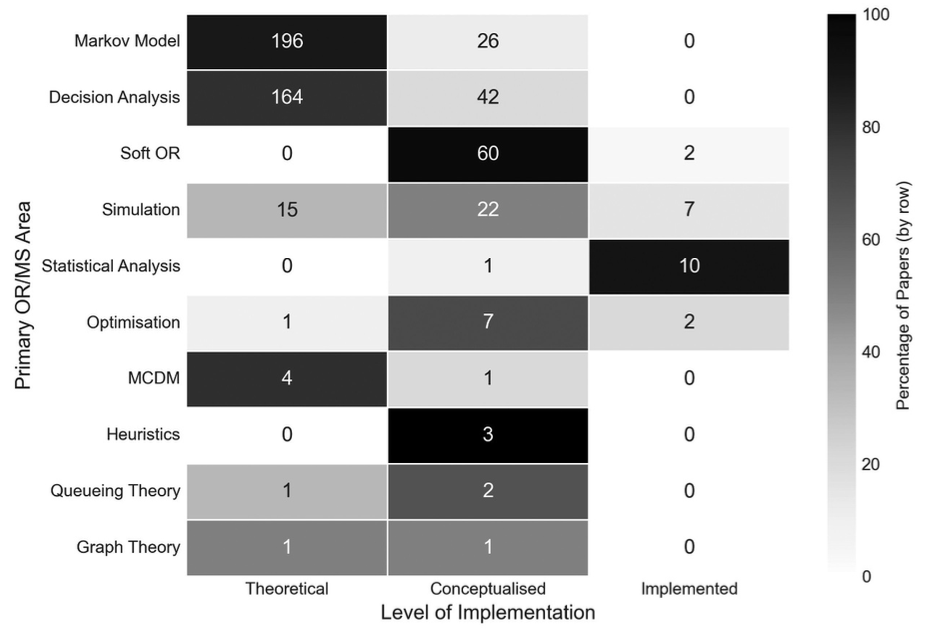 Primary OR/MS Area
Markov Model 196 26 0
Decision Analysis 164 42 0
Soft OR 0 60 2
Simulation 15 22 7
Statistical Analysis 0 1 10
Optimisation 1 7 2
MCDM 4 1 0
Heuristics 0 3 0
Queueing Theory 1 2 0
Graph Theory 1 1 0
Theoretical Conceptualised Implemented
Level of Implementation
100
80
60
40
20
0
Percentage of Papers (by row)